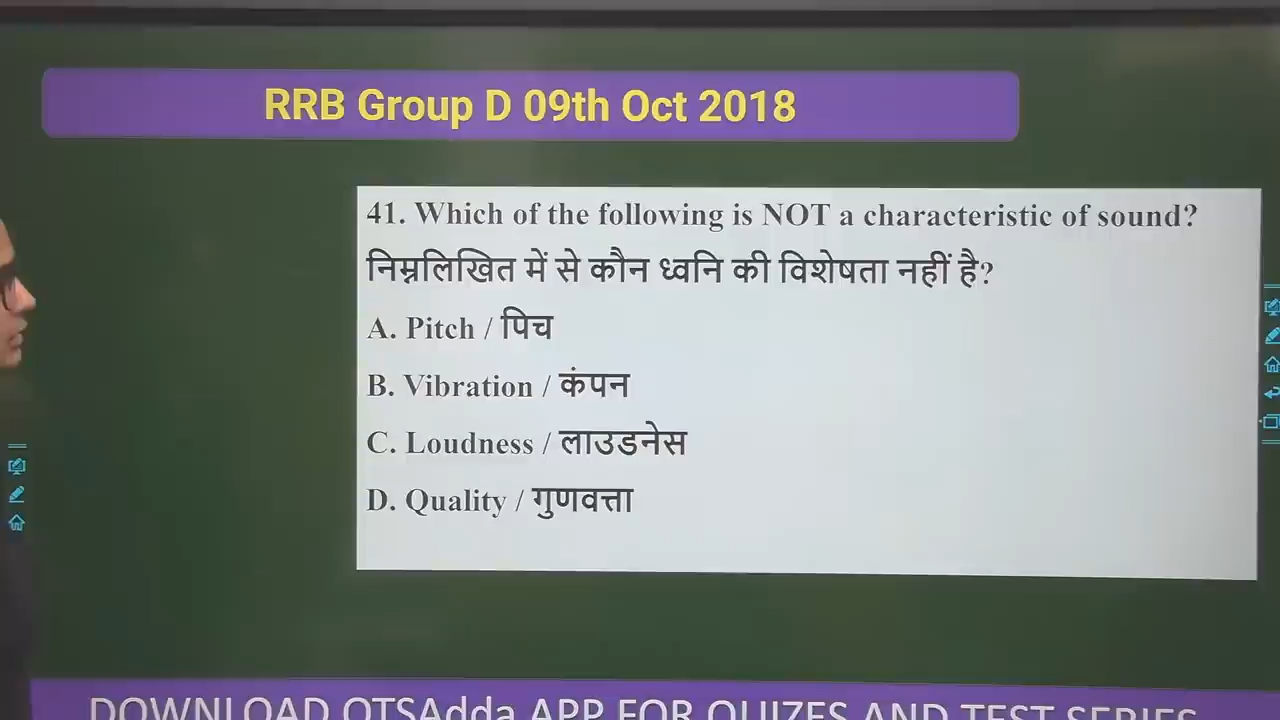 RRB Group D 09th Oct 2018
41. Which of the following is NOT a characteristic of sound?
निम्नलिखित में से कौन ध्वनि की विशेषता नहीं है?
A. Pitch / पिच
B. Vibration / कंपन
C. Loudness / लाउडनेस
D. Quality / गुणवत्ता
DOWNLOAD OTSAdda APP FOR QUIZES AND TEST SERIES